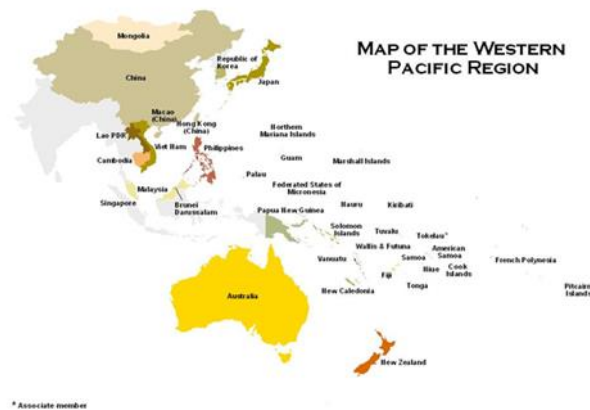 MAP OF THE WESTERN
PACIFIC REGION
Mongolia
China
Republic of
Korea
Japan
Macao
(China)
Hong Kong
(China)
Lao PDR
Viet Nam
Philippines
Cambodia
Malaysia
Singapore
Brunei
Darussalam
Northern
Mariana Islands
Guam
Marshall Islands
Palau
Federated States of
Micronesia
Papua New Guinea
Nauru
Kiribati
Solomon
Islands
Tuvalu
Tokelau*
Wallis & Futuna
Samoa
American
Samoa
Vanuatu
Fiji
Niue
Cook
Islands
French Polynesia
New Caledonia
Tonga
Pitcairn
Islands
Australia
New Zealand
* Associate member